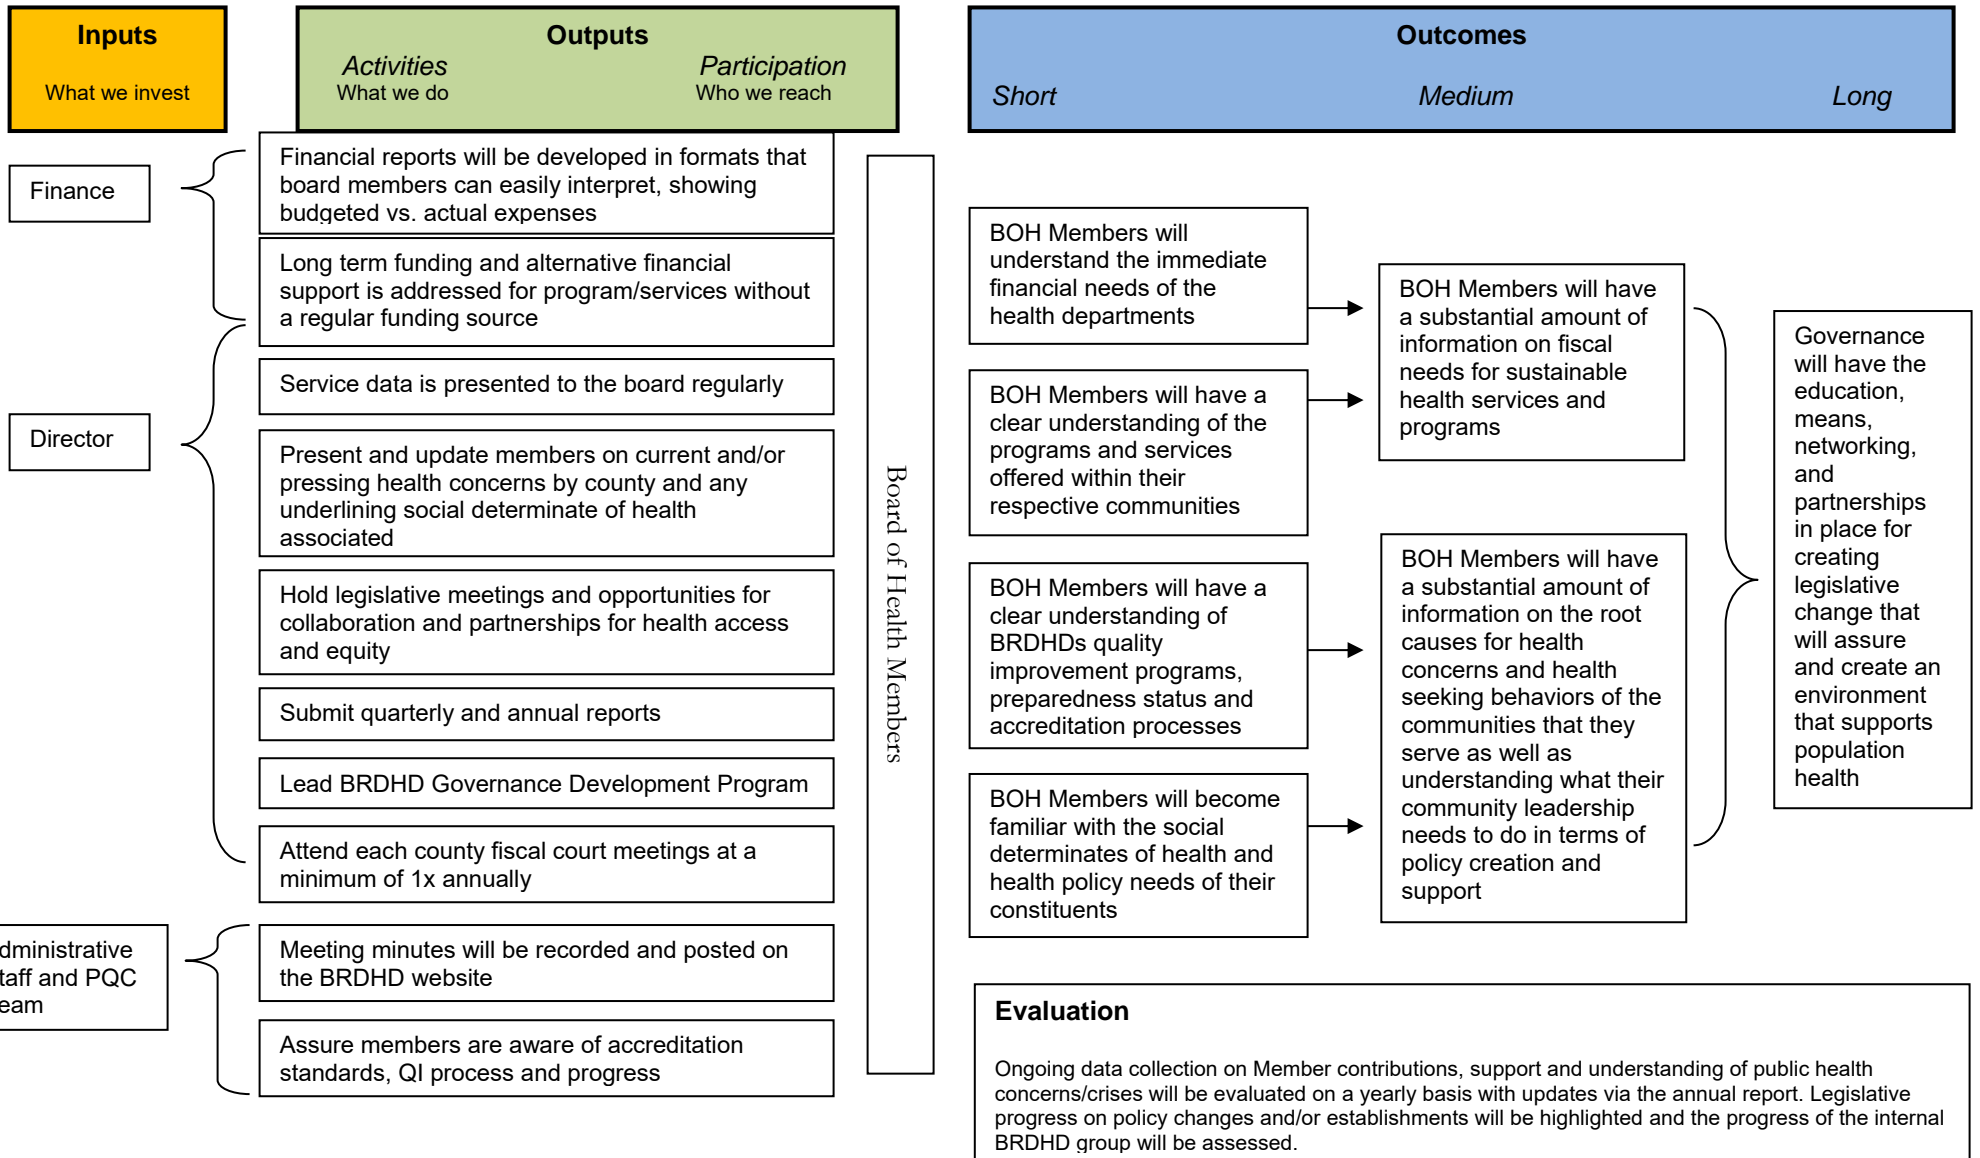 Inputs
What we invest
Outputs
Activities
Participation
What we do
Who we reach
Outcomes
Short
Medium
Long
Finance
Director
dministrative
taff and PQC
eam
Financial reports will be developed in formats that
board members can easily interpret, showing
budgeted vs. actual expenses
Long term funding and alternative financial
support is addressed for program/services without
a regular funding source
Service data is presented to the board regularly
Present and update members on current and/or
pressing health concerns by county and any
underlining social determinate of health
associated
Hold legislative meetings and opportunities for
collaboration and partnerships for health access
and equity
Submit quarterly and annual reports
Lead BRDHD Governance Development Program
Attend each county fiscal court meetings at a
minimum of 1x annually
Meeting minutes will be recorded and posted on
the BRDHD website
Assure members are aware of accreditation
standards, QI process and progress
Board of Health Members
BOH Members will
understand the immediate
financial needs of the
health departments
BOH Members will have a
clear understanding of the
programs and services
offered within their
respective communities
BOH Members will have a
clear understanding of
BRDHDs quality
improvement programs,
preparedness status and
accreditation processes
BOH Members will become
familiar with the social
determinates of health and
health policy needs of their
constituents
BOH Members will have
a substantial amount of
information on fiscal
needs for sustainable
health services and
programs
BOH Members will have
a substantial amount of
information on the root
causes for health
concerns and health
seeking behaviors of the
communities that they
serve as well as
understanding what their
community leadership
needs to do in terms of
policy creation and
support
Governance
will have the
education,
means,
networking,
and
partnerships
in place for
creating
legislative
change that
will assure
and create an
environment
that supports
population
health
Evaluation
Ongoing data collection on Member contributions, support and understanding of public health
concerns/crises will be evaluated on a yearly basis with updates via the annual report. Legislative
progress on policy changes and/or establishments will be highlighted and the progress of the internal
BRDHD group will be assessed.